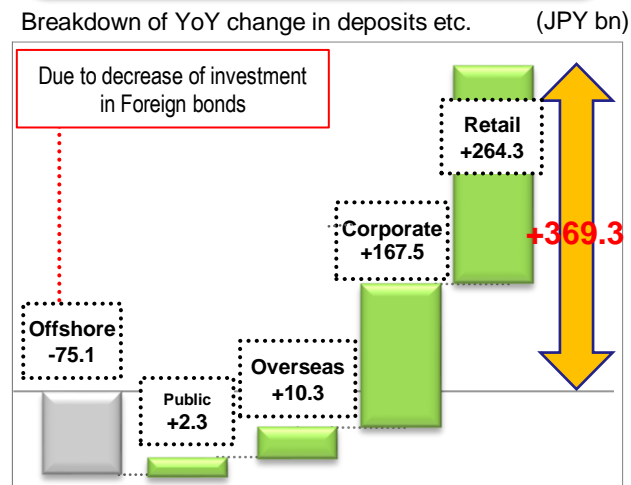 Breakdown of YoY change in deposits etc. (JPY bn)
Due to decrease of investment
in Foreign bonds
Retail
+264.3
+369.3
Corporate
+167.5
Offshore
-75.1
Overseas
+10.3
Public
+2.3